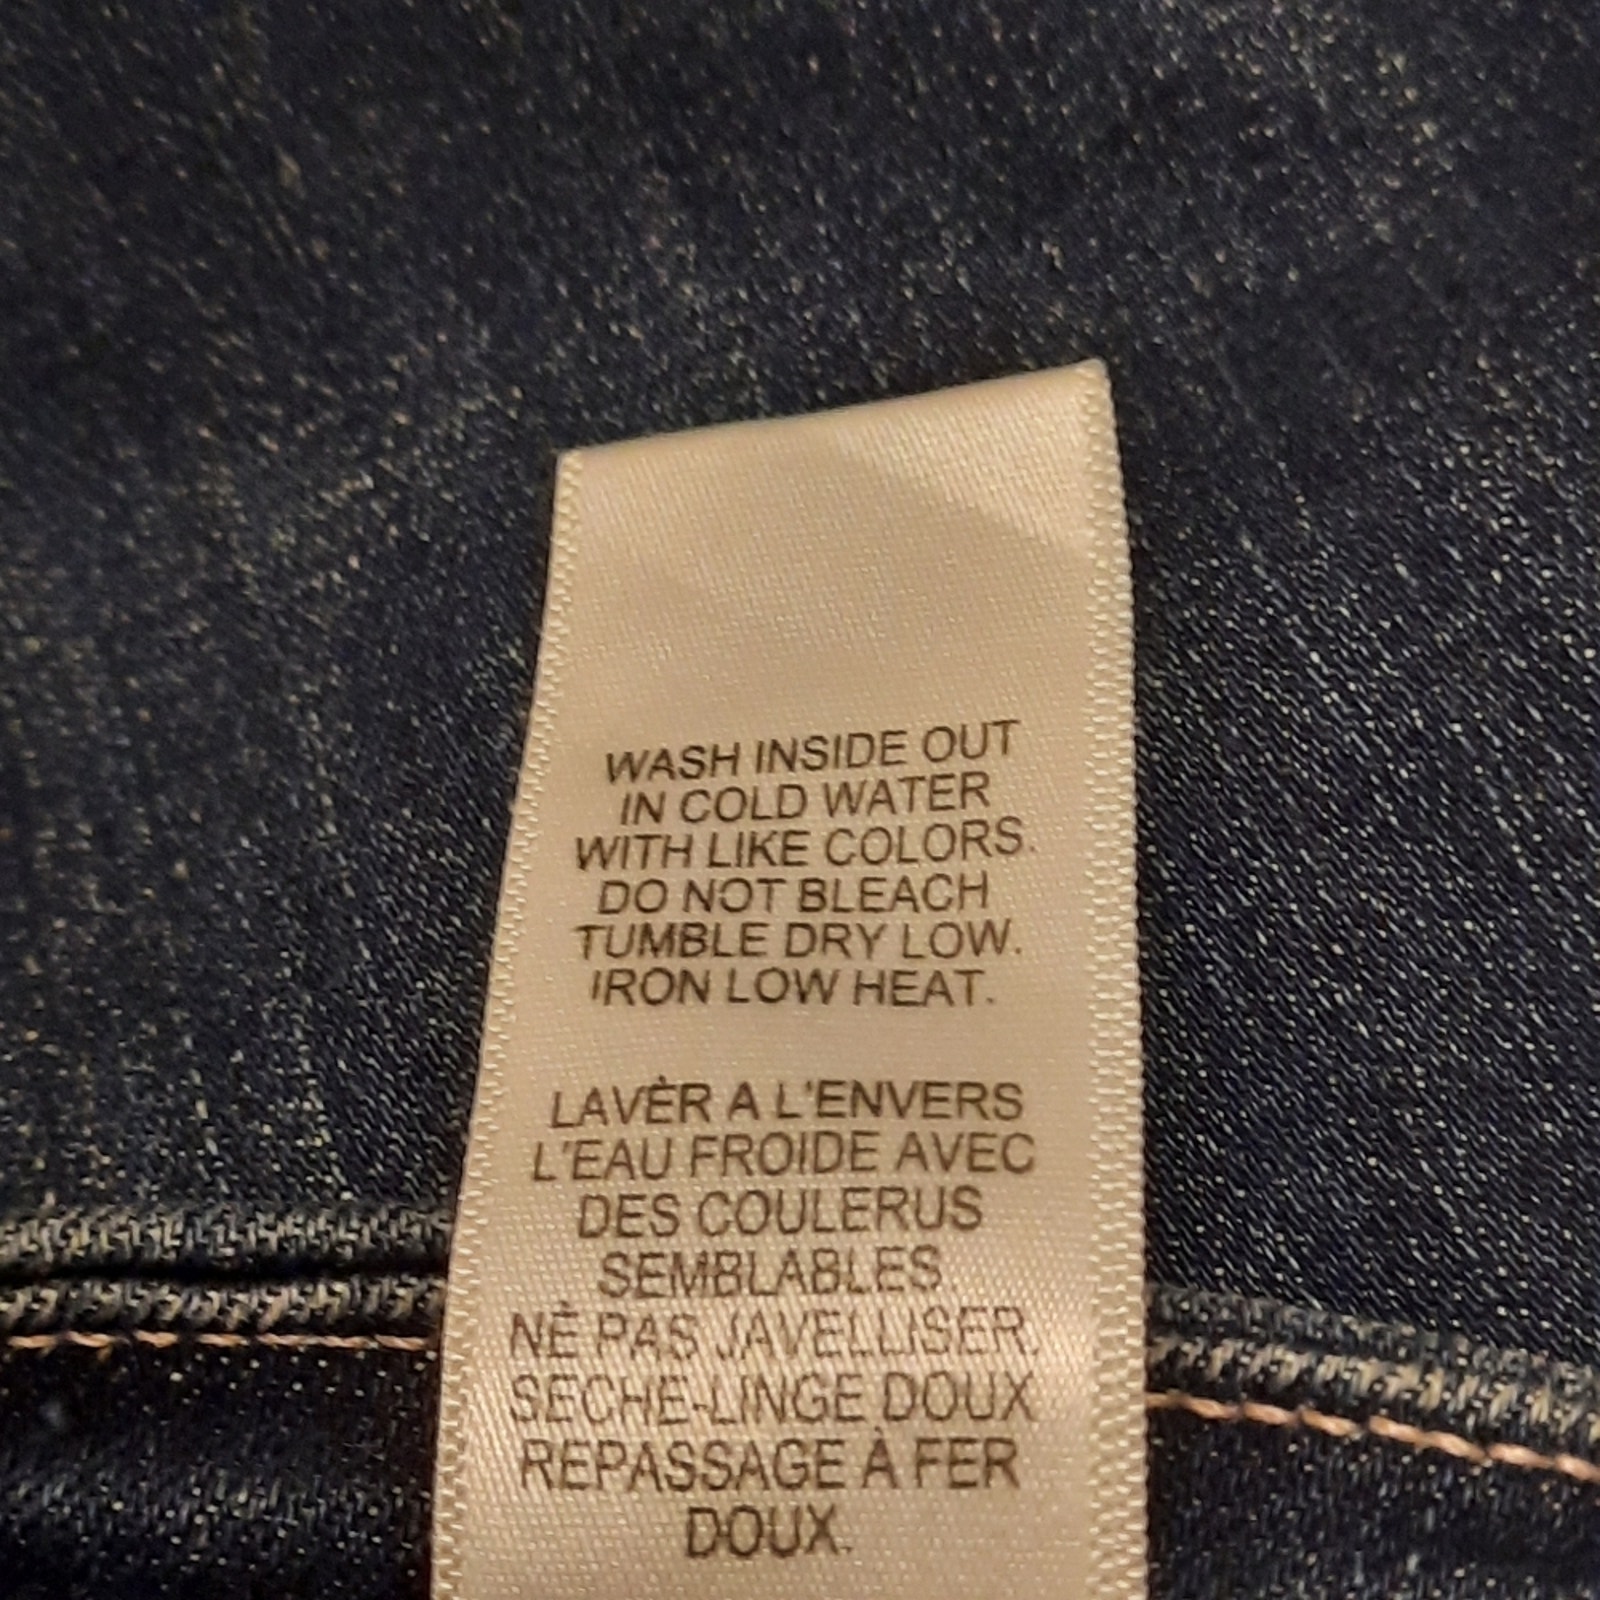 WASH INSIDE OUT
IN COLD WATER
WITH LIKE COLORS.
DO NOT BLEACH
TUMBLE DRY LOW.
IRON LOW HEAT.
LAVÈR A L'ENVERS
L'EAU FROIDE AVEC
DES COULERUS
SEMBLABLES
NÈ PAS JAVELLISER.
SECHE-LINGE DOUX
REPASSAGE À FER
DOUX.